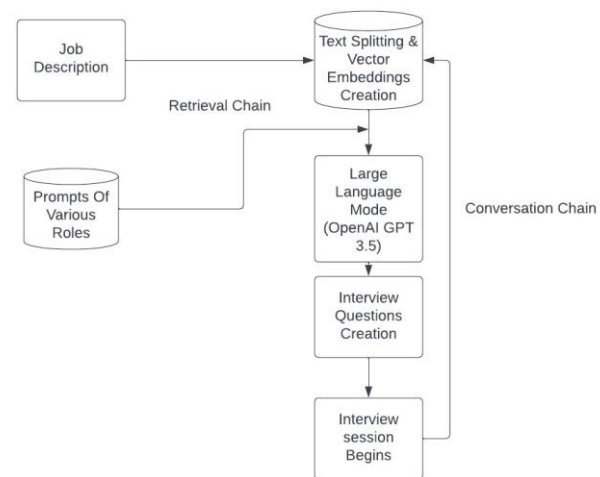 Job
Description
Text Splitting &
Vector
Embeddings
Creation
Retrieval Chain
Prompts Of
Various
Roles
Large
Language
Mode
(OpenAI GPT
3.5)
Conversation Chain
Interview
Questions
Creation
Interview
session
Begins